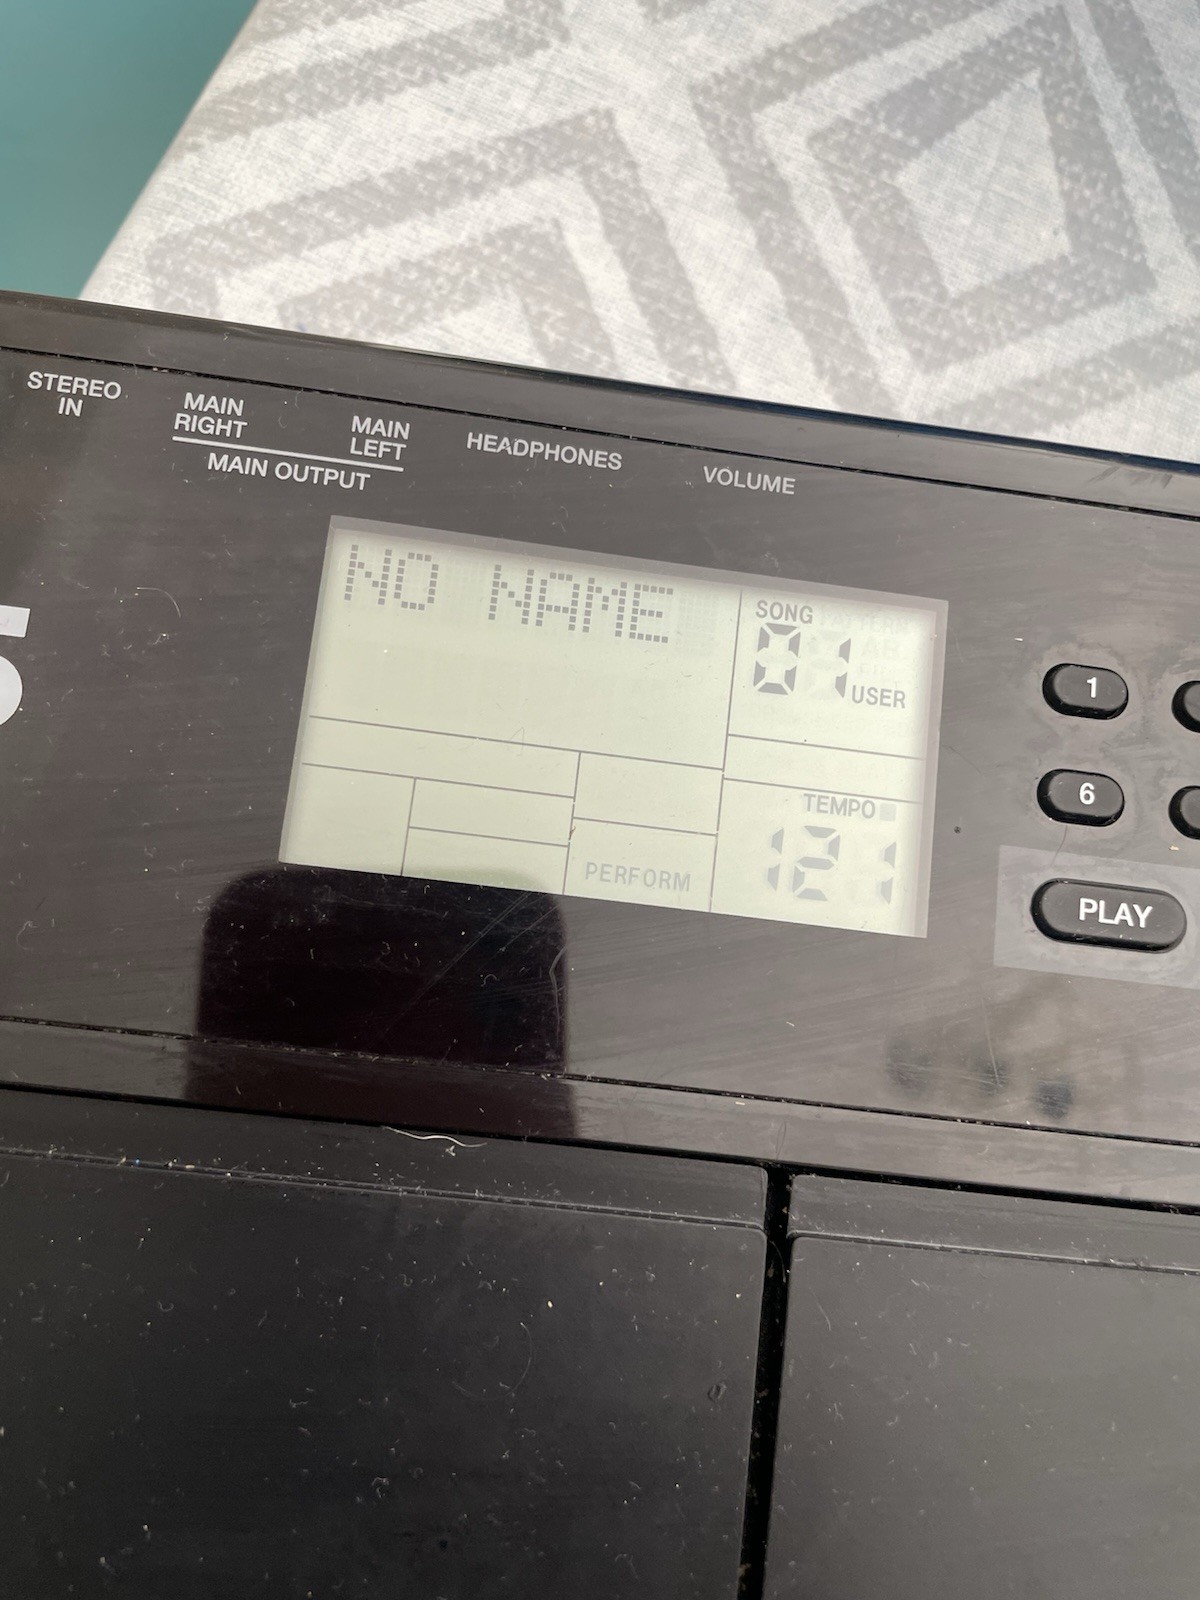 STEREO
IN
MAIN
RIGHT
MAIN
LEFT
MAIN OUTPUT
HEADPHONES
VOLUME
NO NAME
SONG
01
USER
TEMPO
121
PERFORM
1
6
PLAY
5